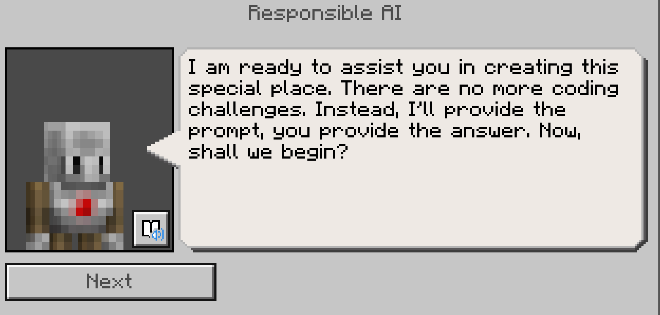 Responsible AI
I am ready to assist you in creating this
special place. There are no more coding
challenges. Instead, I'll provide the
prompt, you provide the answer. Now,
shall we begin?
Next